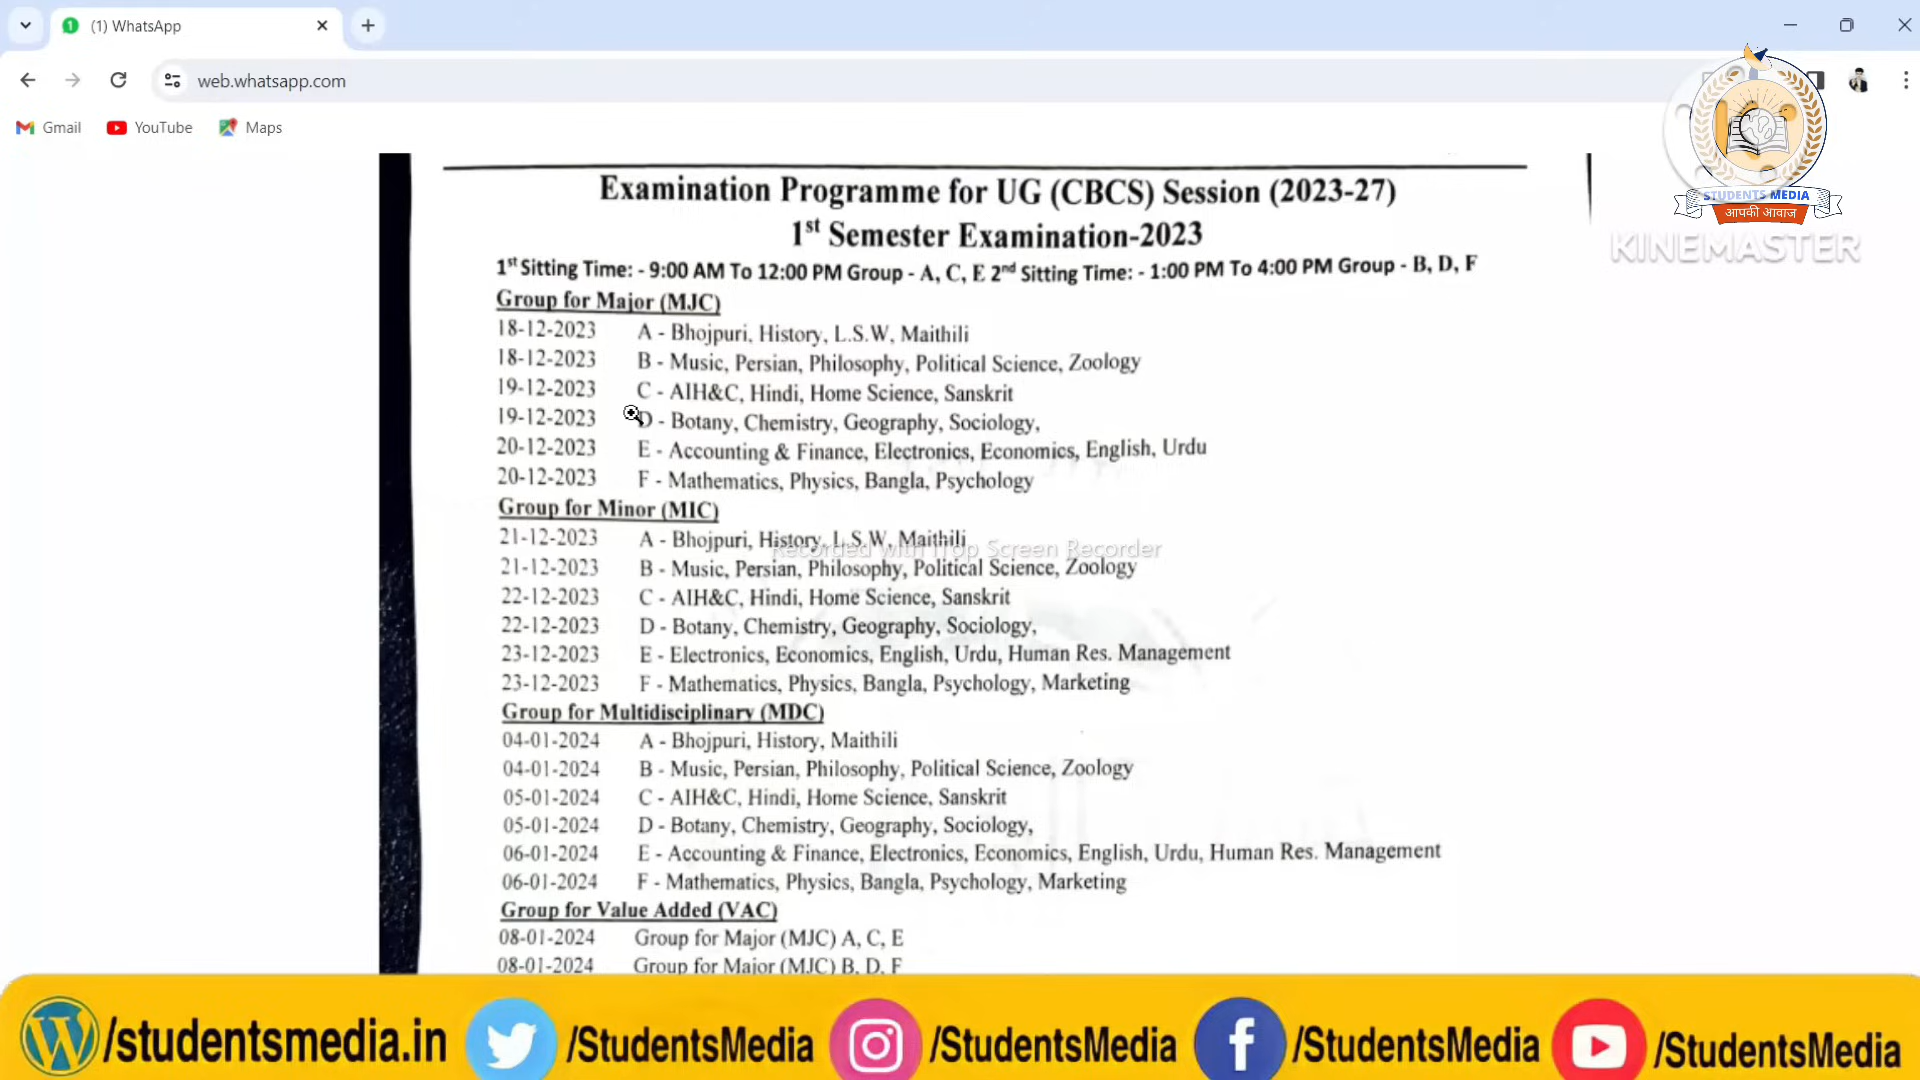 (1) WhatsApp
web.whatsapp.com
Gmail YouTube Maps
STUDENTS MEDIA
आपकी आवाज
KINEMASTER
Examination Programme for UG (CBCS) Session (2023-27)
1st Semester Examination-2023
1st Sitting Time: - 9:00 AM To 12:00 PM Group - A, C, E 2nd Sitting Time: - 1:00 PM To 4:00 PM Group - B, D, F
Group for Major (MJC)
18-12-2023 A - Bhojpuri, History, L.S.W, Maithili
18-12-2023 B - Music, Persian, Philosophy, Political Science, Zoology
19-12-2023 C - AIH&C, Hindi, Home Science, Sanskrit
19-12-2023 D - Botany, Chemistry, Geography, Sociology,
20-12-2023 E - Accounting & Finance, Electronics, Economics, English, Urdu
20-12-2023 F - Mathematics, Physics, Bangla, Psychology
Group for Minor (MIC)
21-12-2023 A - Bhojpuri, History, L.S.W, Maithili
Recorded with iTop Screen Recorder
21-12-2023 B - Music, Persian, Philosophy, Political Science, Zoology
22-12-2023 C - AIH&C, Hindi, Home Science, Sanskrit
22-12-2023 D - Botany, Chemistry, Geography, Sociology,
23-12-2023 E - Electronics, Economics, English, Urdu, Human Res. Management
23-12-2023 F - Mathematics, Physics, Bangla, Psychology, Marketing
Group for Multidisciplinary (MDC)
04-01-2024 A - Bhojpuri, History, Maithili
04-01-2024 B - Music, Persian, Philosophy, Political Science, Zoology
05-01-2024 C - AIH&C, Hindi, Home Science, Sanskrit
05-01-2024 D - Botany, Chemistry, Geography, Sociology,
06-01-2024 E - Accounting & Finance, Electronics, Economics, English, Urdu, Human Res. Management
06-01-2024 F - Mathematics, Physics, Bangla, Psychology, Marketing
Group for Value Added (VAC)
08-01-2024 Group for Major (MJC) A, C, E
08-01-2024 Group for Major (MJC) B, D, F
/studentsmedia.in /StudentsMedia /StudentsMedia /StudentsMedia /StudentsMedia